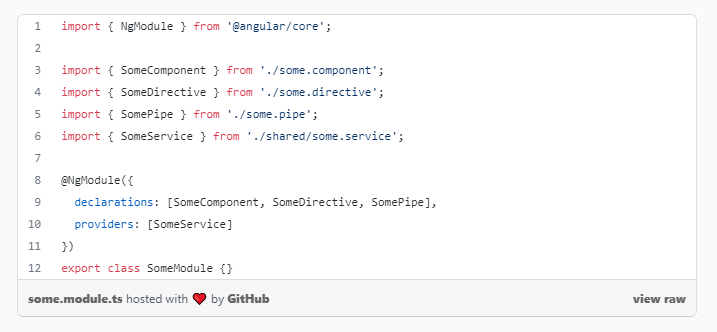 1 import { NgModule } from '@angular/core';
2
3 import { SomeComponent } from './some.component';
4 import { SomeDirective } from './some.directive';
5 import { SomePipe } from './some.pipe';
6 import { SomeService } from './shared/some.service';
7
8 @NgModule({
9   declarations: [SomeComponent, SomeDirective, SomePipe],
10   providers: [SomeService]
11 })
12 export class SomeModule {}
some.module.ts hosted with ❤ by GitHub view raw